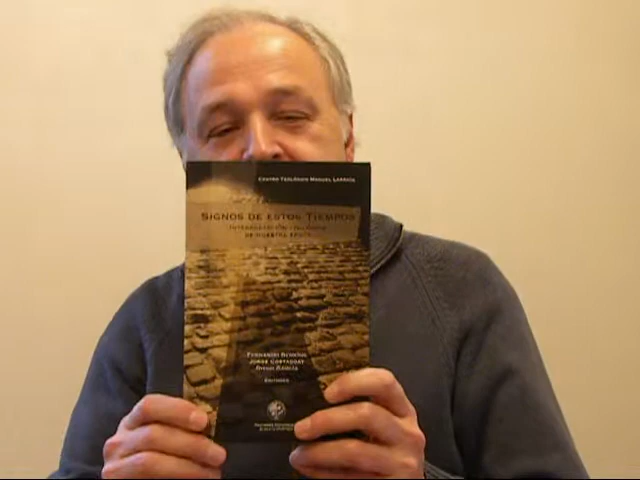 Centro Teológico Manuel Larraín
Signos de estos Tiempos
Interpretación teológica
de nuestra época
Fernando Berríos
Jorge Costadoat
Diego García
Editores